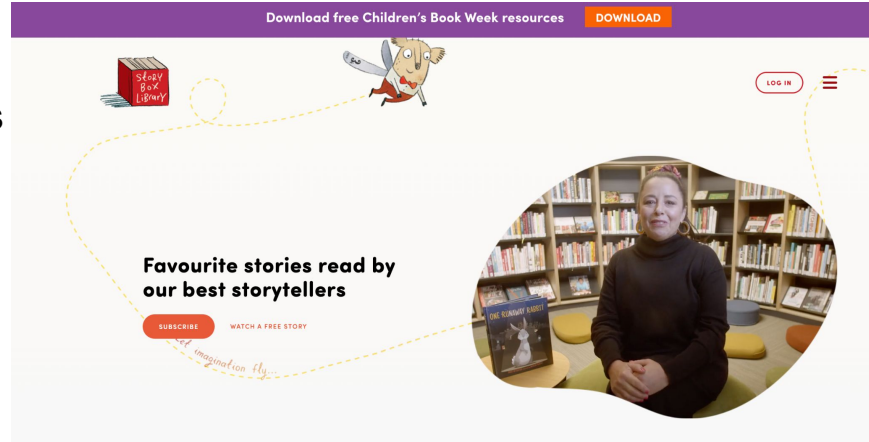 Download free Children's Book Week resources DOWNLOAD
StoRY
BoX
LiBRarY
LOG IN
Favourite stories read by
our best storytellers
SUBSCRIBE WATCH A FREE STORY
Let imagination fly...
ONE RUNAWAY RABBIT
s